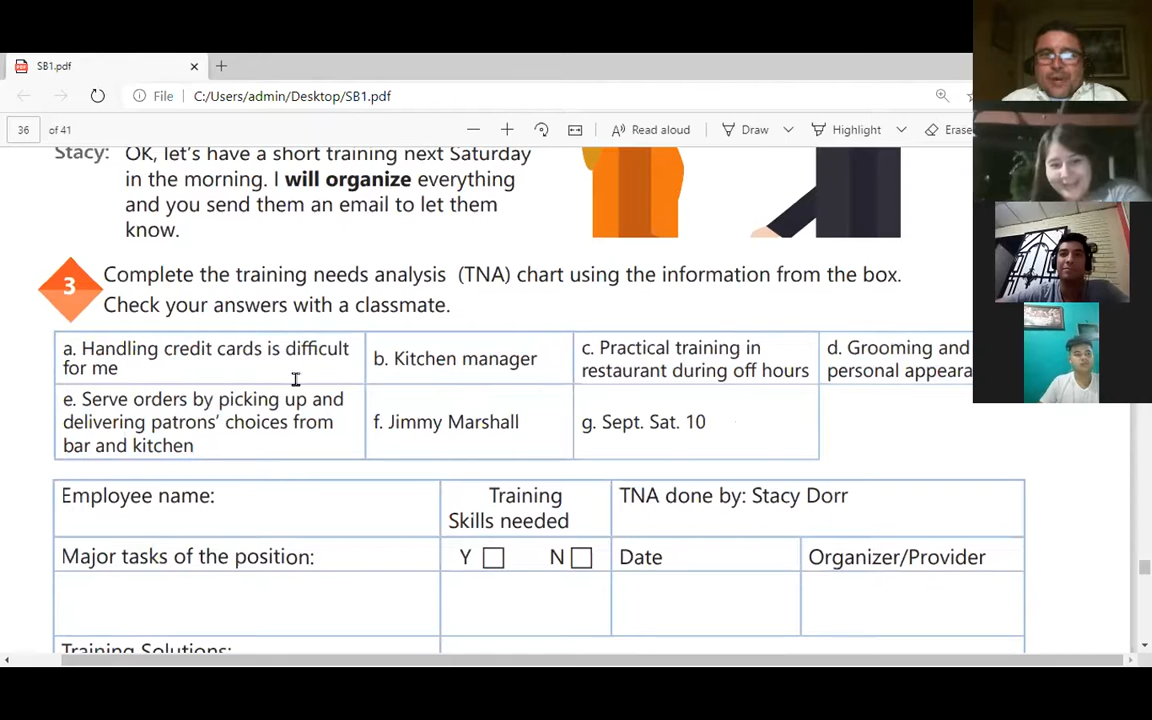 SB1.pdf
File
C:/Users/admin/Desktop/SB1.pdf
36
of 41
Read aloud
Draw
Highlight
Erase
Stacy:
OK, let's have a short training next Saturday
in the morning. I will organize everything
and you send them an email to let them
know.
3
Complete the training needs analysis (TNA) chart using the information from the box.
Check your answers with a classmate.
a. Handling credit cards is difficult
for me
b. Kitchen manager
c. Practical training in
restaurant during off hours
d. Grooming and
personal appeara
e. Serve orders by picking up and
delivering patrons' choices from
bar and kitchen
f. Jimmy Marshall
g. Sept. Sat. 10
Employee name:
Training
Skills needed
TNA done by: Stacy Dorr
Major tasks of the position:
Y
N
Date
Organizer/Provider
Training Solutions: